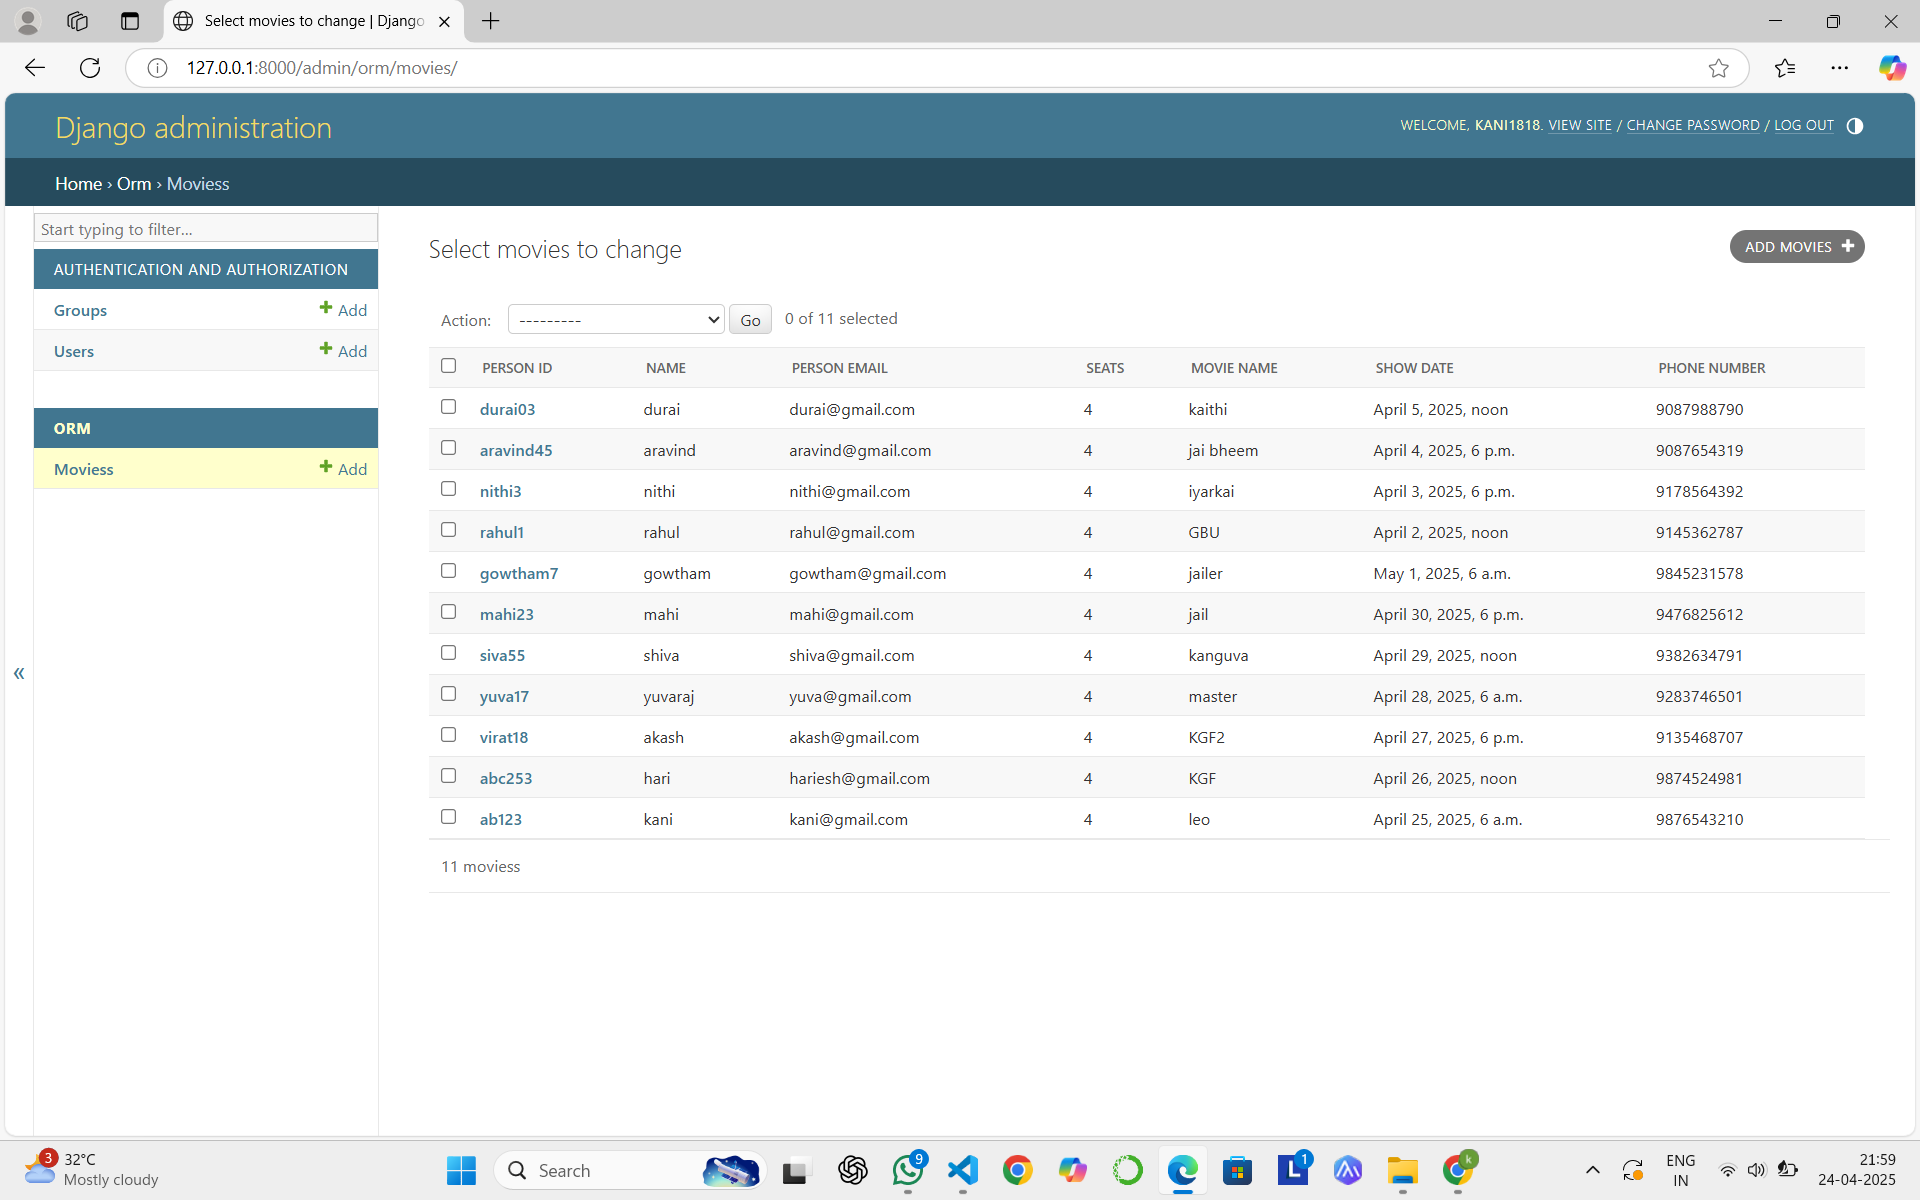 Select movies to change | Django
127.0.0.1:8000/admin/orm/movies/
Django administration
WELCOME, KANI1818. VIEW SITE / CHANGE PASSWORD / LOG OUT
Home › Orm › Moviess
Start typing to filter...
AUTHENTICATION AND AUTHORIZATION
Groups Add
Users Add
ORM
Moviess Add
«
Select movies to change
ADD MOVIES
Action: --------- Go 0 of 11 selected
PERSON ID NAME PERSON EMAIL SEATS MOVIE NAME SHOW DATE PHONE NUMBER
durai03 durai durai@gmail.com 4 kaithi April 5, 2025, noon 9087988790
aravind45 aravind aravind@gmail.com 4 jai bheem April 4, 2025, 6 p.m. 9087654319
nithi3 nithi nithi@gmail.com 4 iyarkai April 3, 2025, 6 p.m. 9178564392
rahul1 rahul rahul@gmail.com 4 GBU April 2, 2025, noon 9145362787
gowtham7 gowtham gowtham@gmail.com 4 jailer May 1, 2025, 6 a.m. 9845231578
mahi23 mahi mahi@gmail.com 4 jail April 30, 2025, 6 p.m. 9476825612
siva55 shiva shiva@gmail.com 4 kanguva April 29, 2025, noon 9382634791
yuva17 yuvaraj yuva@gmail.com 4 master April 28, 2025, 6 a.m. 9283746501
virat18 akash akash@gmail.com 4 KGF2 April 27, 2025, 6 p.m. 9135468707
abc253 hari hariesh@gmail.com 4 KGF April 26, 2025, noon 9874524981
ab123 kani kani@gmail.com 4 leo April 25, 2025, 6 a.m. 9876543210
11 moviess
3
32°C
Mostly cloudy
Search
9
L
1
k
ENG
IN
21:59
24-04-2025